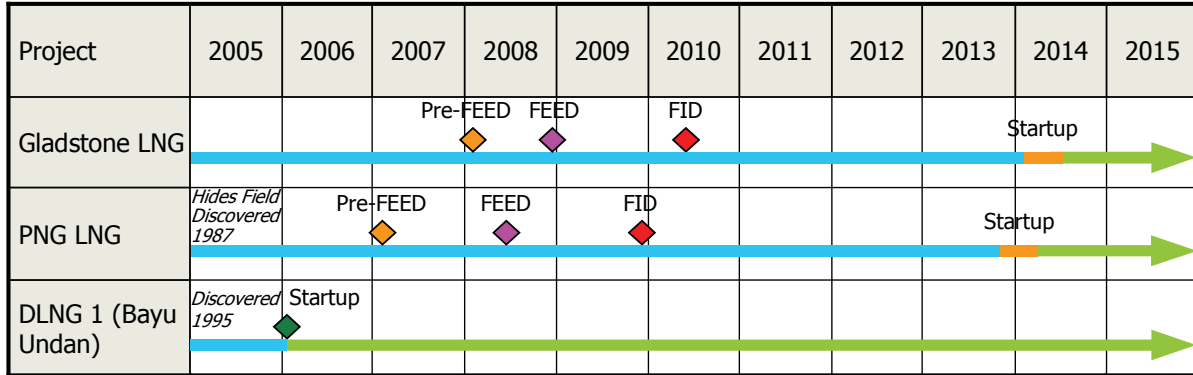 Project 2005 2006 2007 2008 2009 2010 2011 2012 2013 2014 2015
Pre-FEED FEED FID
Startup
Gladstone LNG
Hides Field
Discovered
1987
Pre-FEED FEED FID
Startup
PNG LNG
Discovered
1995
Startup
DLNG 1 (Bayu
Undan)